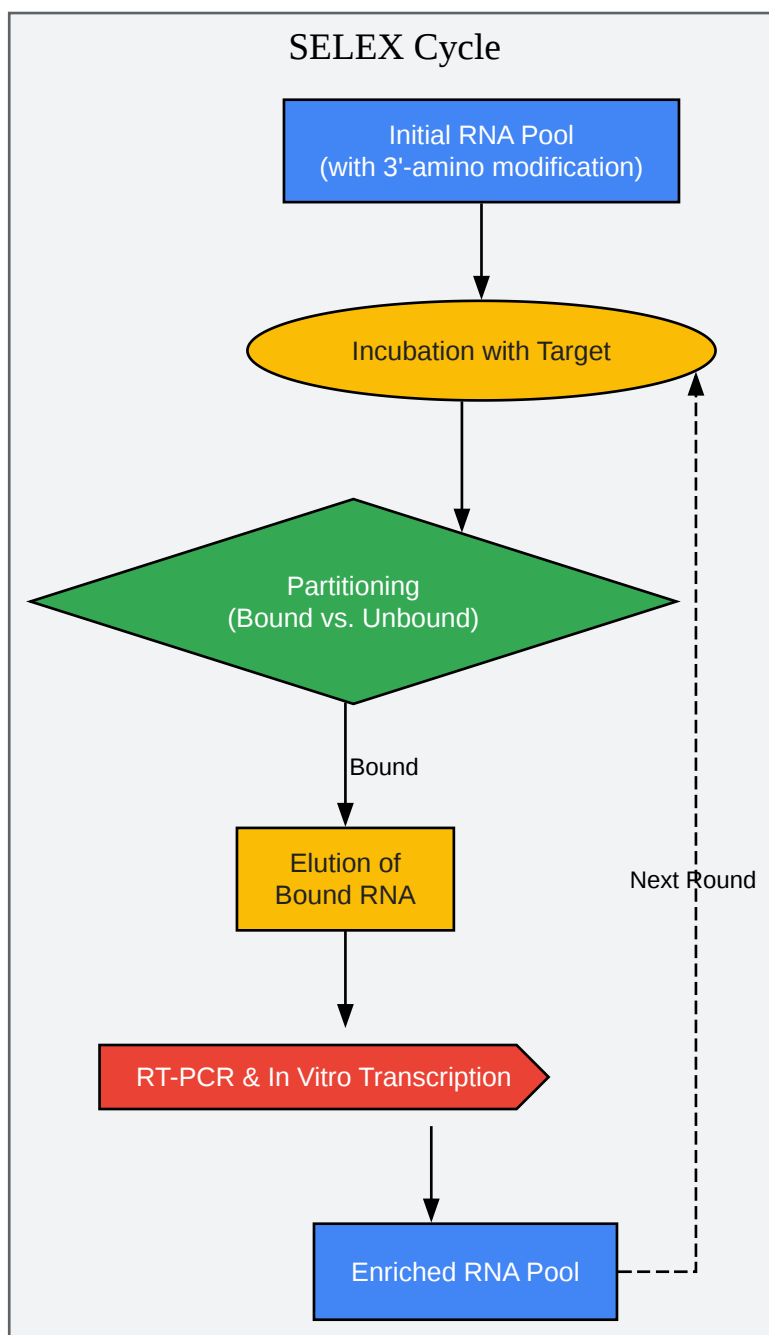 SELEX Cycle
Initial RNA Pool
(with 3'-amino modification)
Incubation with Target
Partitioning
(Bound vs. Unbound)
Bound
Elution of
Bound RNA
Next Round
RT-PCR & In Vitro Transcription
Enriched RNA Pool